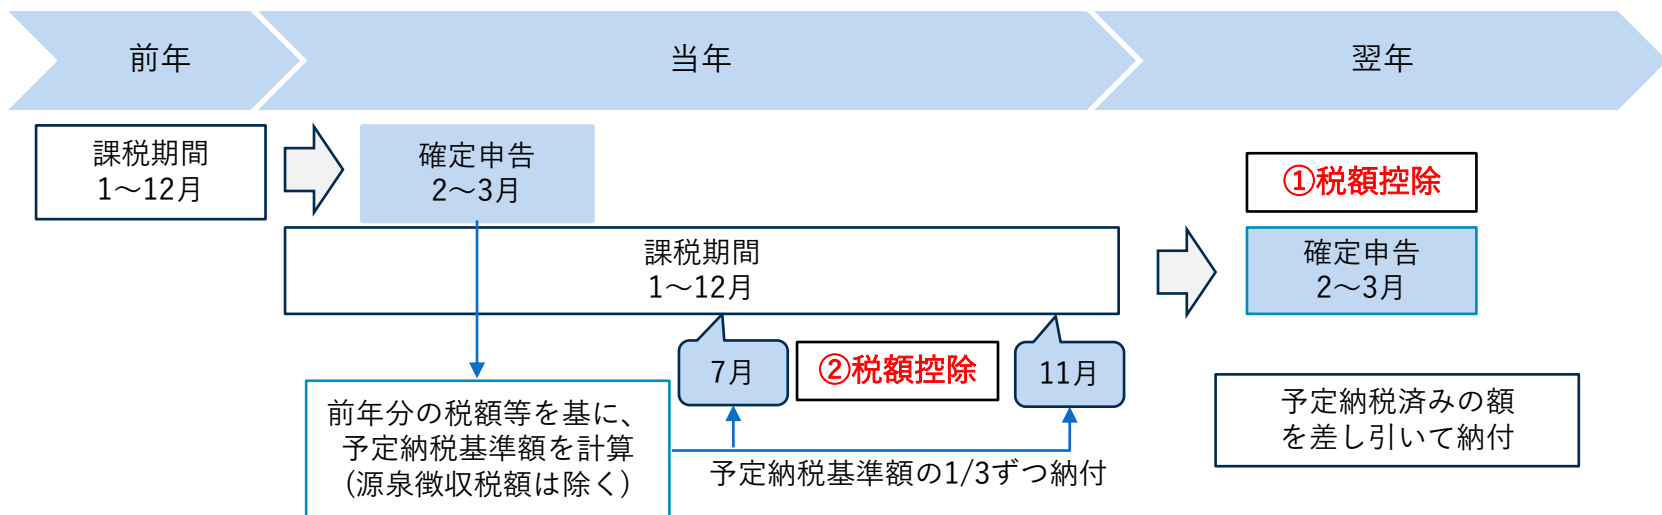 前年
当年
翌年
課税期間
1～12月
確定申告
2～3月
①税額控除
課税期間
1～12月
確定申告
2～3月
7月
②税額控除
11月
前年分の税額等を基に、
予定納税基準額を計算
（源泉徴収税額は除く）
予定納税基準額の1/3ずつ納付
予定納税済みの額
を差し引いて納付